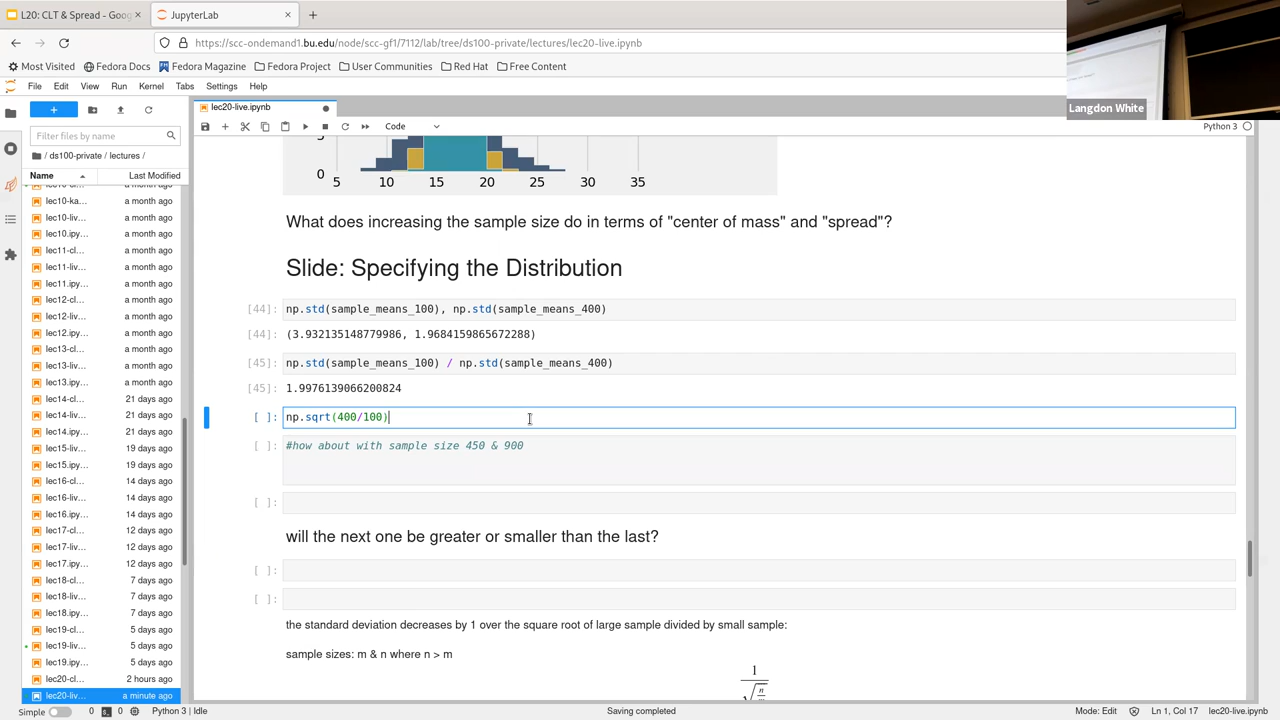 L20: CLT & Spread - Goog
JupyterLab
https://scc-ondemand1.bu.edu/node/scc-gf1/7112/lab/tree/ds100-private/lectures/lec20-live.ipynb
Most Visited Fedora Docs Fedora Magazine Fedora Project User Communities Red Hat Free Content
Langdon White
File Edit View Run Kernel Tabs Settings Help
lec20-live.ipynb
Code
Python 3
Filter files by name
/ ds100-private / lectures /
Name Last Modified
lec10-ka... a month ago
lec10-liv... a month ago
lec10.ipy... a month ago
lec11-cl... a month ago
lec11-liv... a month ago
lec11.ipy... a month ago
lec12-cl... a month ago
lec12-liv... a month ago
lec12.ipy... a month ago
lec13-cl... a month ago
lec13-liv... a month ago
lec13.ipy... a month ago
lec14-cl... 21 days ago
lec14-liv... 21 days ago
lec14.ipy... 21 days ago
lec15-liv... 19 days ago
lec15.ipy... 19 days ago
lec16-cl... 14 days ago
lec16-liv... 14 days ago
lec16.ipy... 14 days ago
lec17-cl... 12 days ago
lec17-liv... 12 days ago
lec17.ipy... 12 days ago
lec18-cl... 7 days ago
lec18-liv... 7 days ago
lec18.ipy... 7 days ago
lec19-cl... 5 days ago
lec19-liv... 5 days ago
lec19.ipy... 5 days ago
lec20-cl... 2 hours ago
lec20-liv... a minute ago
0
5 10 15 20 25 30 35
What does increasing the sample size do in terms of "center of mass" and "spread"?
Slide: Specifying the Distribution
[44]: np.std(sample_means_100), np.std(sample_means_400)
[44]: (3.932135148779986, 1.9684159865672288)
[45]: np.std(sample_means_100) / np.std(sample_means_400)
[45]: 1.9976139066200824
[ ]: np.sqrt(400/100)
[ ]: #how about with sample size 450 & 900
[ ]:
will the next one be greater or smaller than the last?
[ ]:
[ ]:
the standard deviation decreases by 1 over the square root of large sample divided by small sample:
sample sizes: m & n where n > m
1
√n
Simple 0 0 Python 3 | Idle Saving completed Mode: Edit Ln 1, Col 17 lec20-live.ipynb